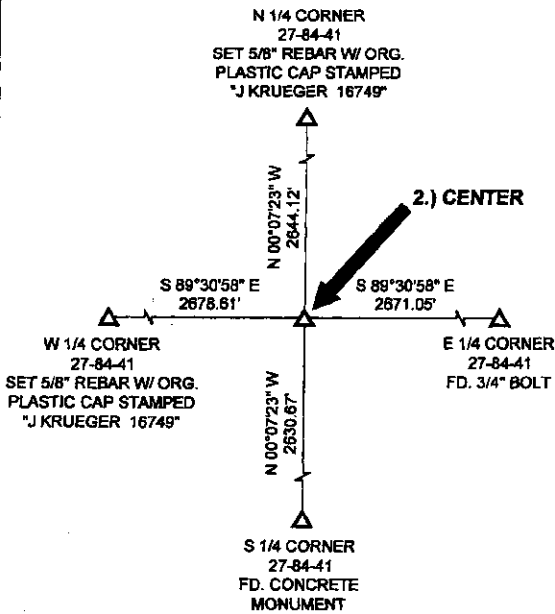 N 1/4 CORNER
27-84-41
SET 5/8" REBAR W/ ORG.
PLASTIC CAP STAMPED
"J KRUEGER 16749"
N 00°07'23" W
2644.12'
2.) CENTER
S 89°30'58" E
2678.61'
S 89°30'58" E
2671.05'
W 1/4 CORNER
27-84-41
SET 5/8" REBAR W/ ORG.
PLASTIC CAP STAMPED
"J KRUEGER 16749"
E 1/4 CORNER
27-84-41
FD. 3/4" BOLT
N 00°07'23" W
2630.67'
S 1/4 CORNER
27-84-41
FD. CONCRETE
MONUMENT